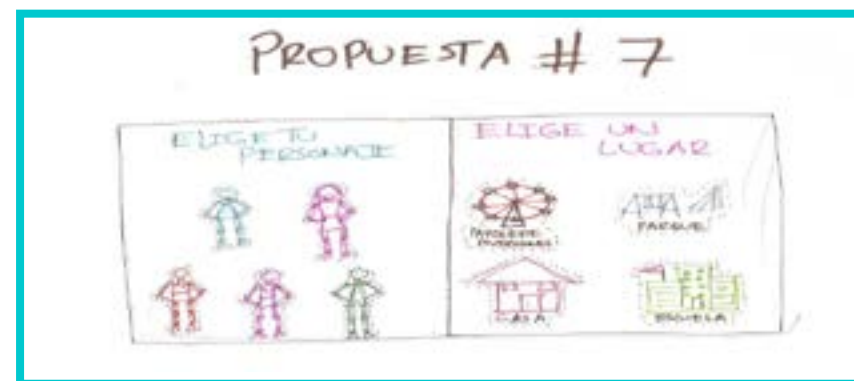 PROPUESTA # 7
ELIGE TU
PERSONAJE
ELIGE UN
LUGAR
PARQUE
CASA
ESCUELA